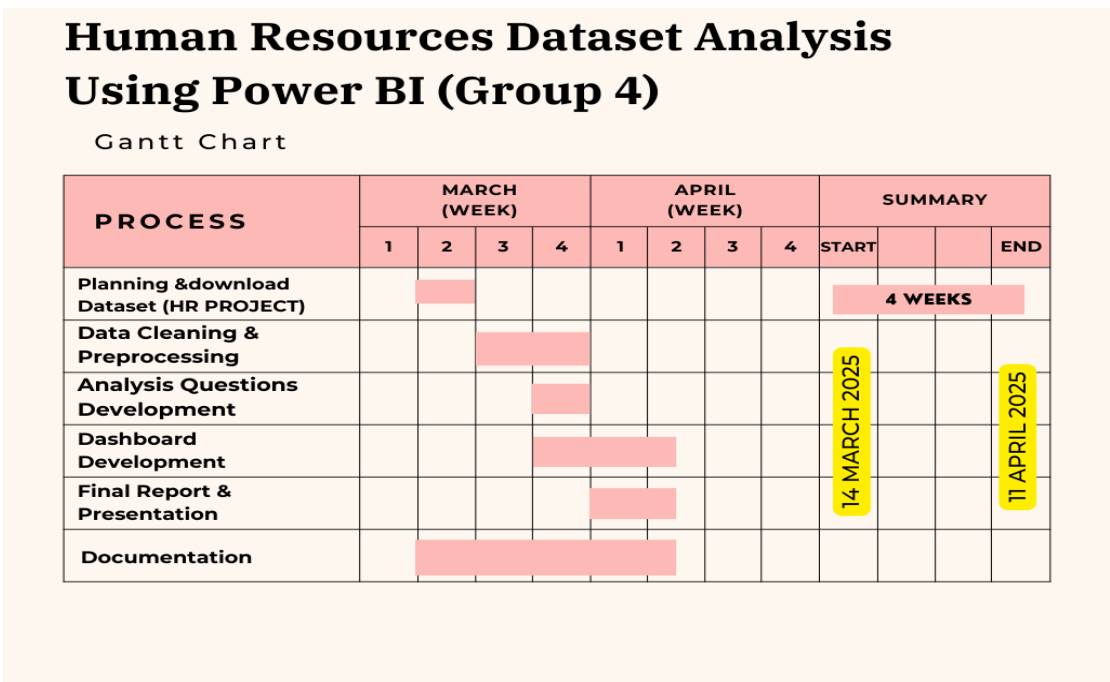 Human Resources Dataset Analysis
Using Power BI (Group 4)
Gantt Chart
PROCESS
MARCH
(WEEK)
APRIL
(WEEK)
SUMMARY
1 2 3 4 1 2 3 4 START END
Planning &download
Dataset (HR PROJECT)
4 WEEKS
Data Cleaning &
Preprocessing
Analysis Questions
Development
Dashboard
Development
Final Report &
Presentation
Documentation
14 MARCH 2025
11 APRIL 2025